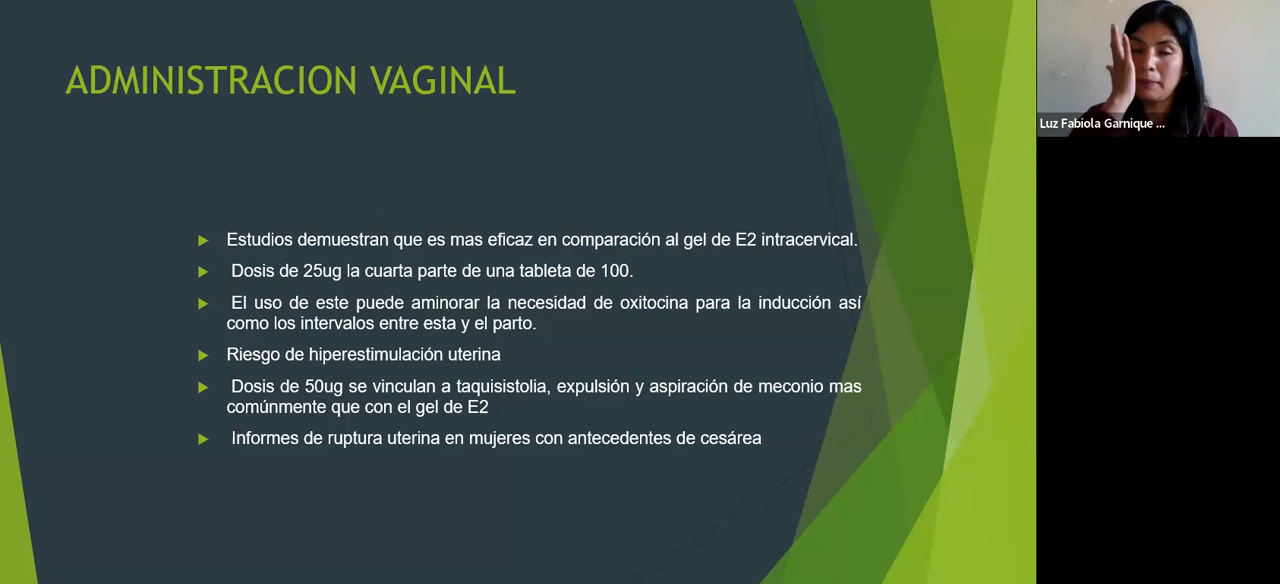 ADMINISTRACION VAGINAL
Estudios demuestran que es mas eficaz en comparación al gel de E2 intracervical.
Dosis de 25ug la cuarta parte de una tableta de 100.
El uso de este puede aminorar la necesidad de oxitocina para la inducción así
como los intervalos entre esta y el parto.
Riesgo de hiperestimulación uterina
Dosis de 50ug se vinculan a taquisistolia, expulsión y aspiración de meconio mas
comúnmente que con el gel de E2
Informes de ruptura uterina en mujeres con antecedentes de cesárea
Luz Fabiola Garnique ...